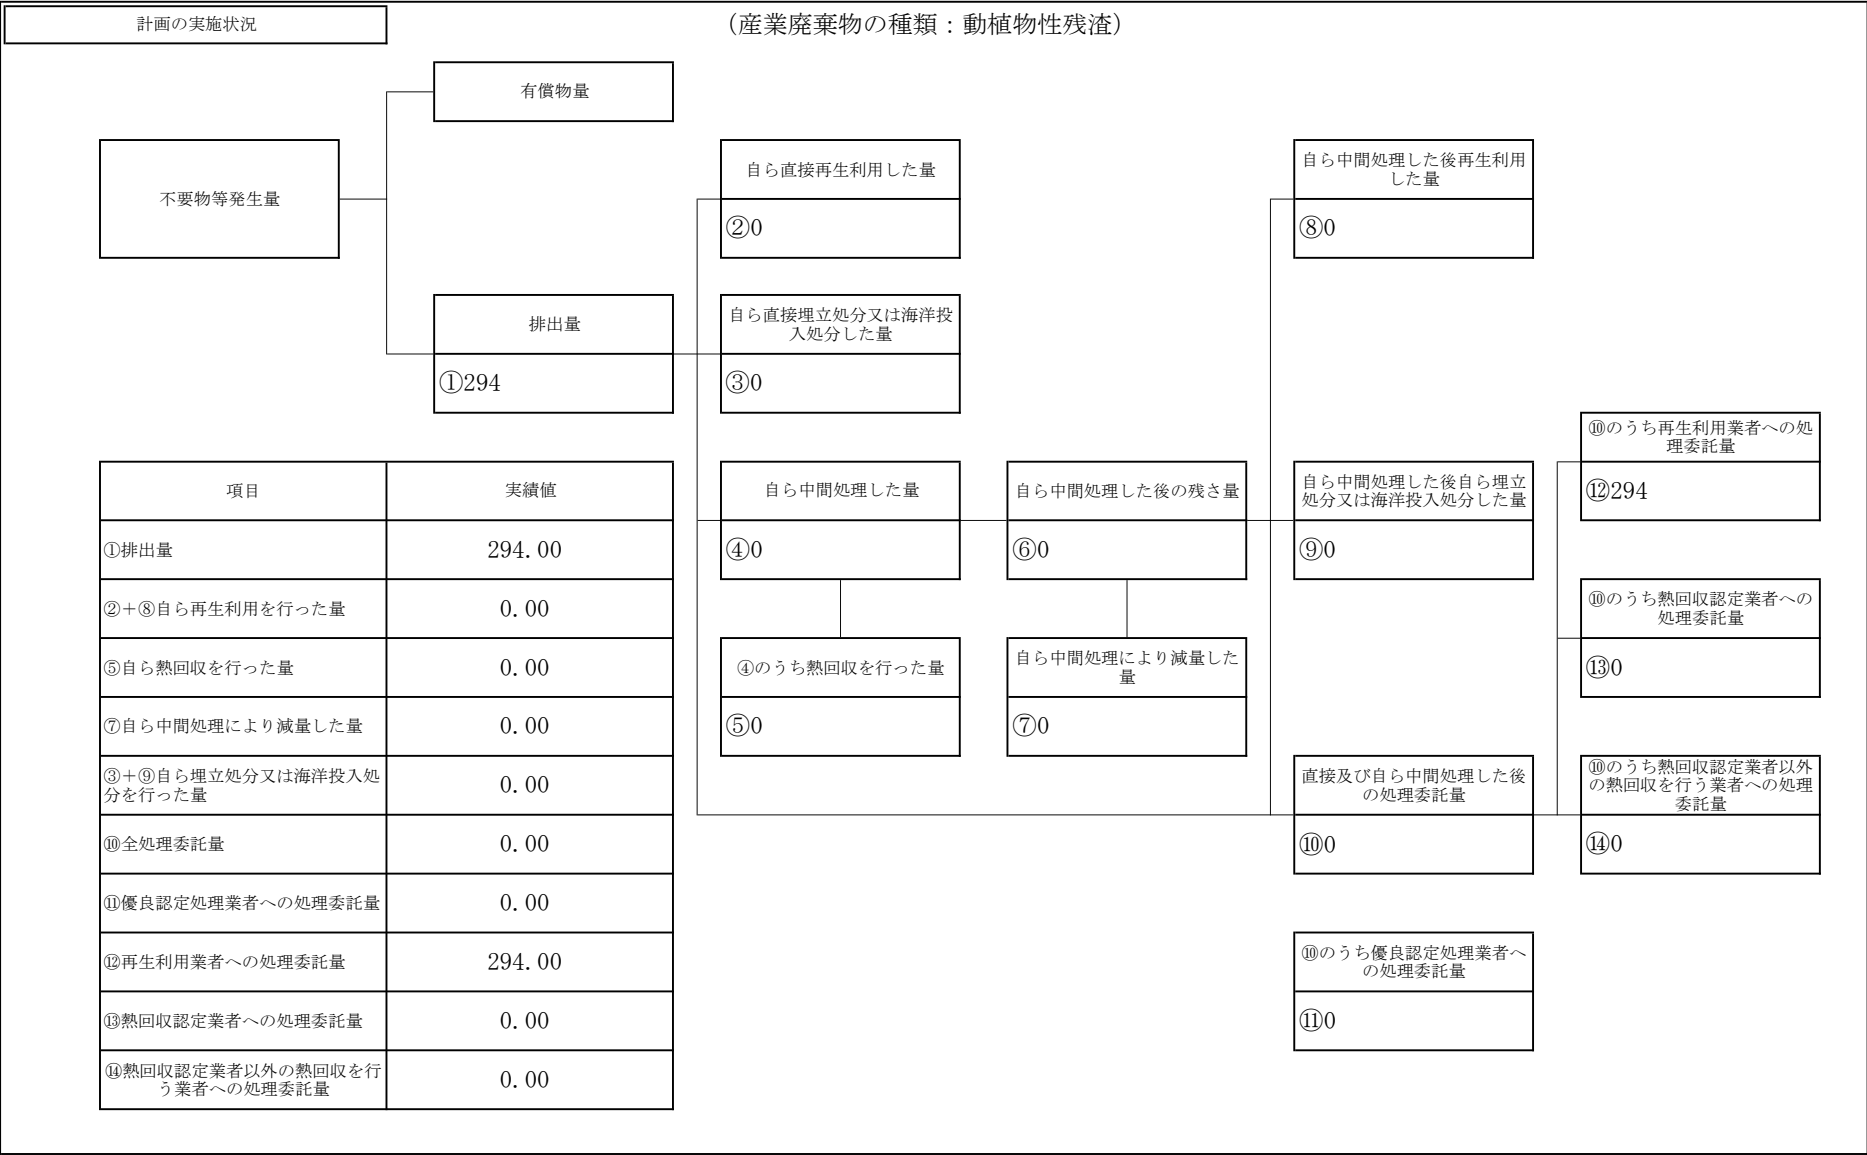 計画の実施状況
（産業廃棄物の種類：動植物性残渣）
有償物量
不要物等発生量
自ら直接再生利用した量
②0
自ら中間処理した後再生利用
した量
⑧0
排出量
①294
自ら直接埋立処分又は海洋投
入処分した量
③0
⑩のうち再生利用業者への処
理委託量
⑫294
自ら中間処理した量
④0
自ら中間処理した後の残さ量
⑥0
自ら中間処理した後自ら埋立
処分又は海洋投入処分した量
⑨0
⑩のうち熱回収認定業者への
処理委託量
⑬0
④のうち熱回収を行った量
⑤0
自ら中間処理により減量した
量
⑦0
直接及び自ら中間処理した後
の処理委託量
⑩0
⑩のうち熱回収認定業者以外
の熱回収を行う業者への処理
委託量
⑭0
⑩のうち優良認定処理業者へ
の処理委託量
⑪0
項目 実績値
①排出量 294.00
②＋⑧自ら再生利用を行った量 0.00
⑤自ら熱回収を行った量 0.00
⑦自ら中間処理により減量した量 0.00
③＋⑨自ら埋立処分又は海洋投入処
分を行った量 0.00
⑩全処理委託量 0.00
⑪優良認定処理業者への処理委託量 0.00
⑫再生利用業者への処理委託量 294.00
⑬熱回収認定業者への処理委託量 0.00
⑭熱回収認定業者以外の熱回収を行
う業者への処理委託量 0.00